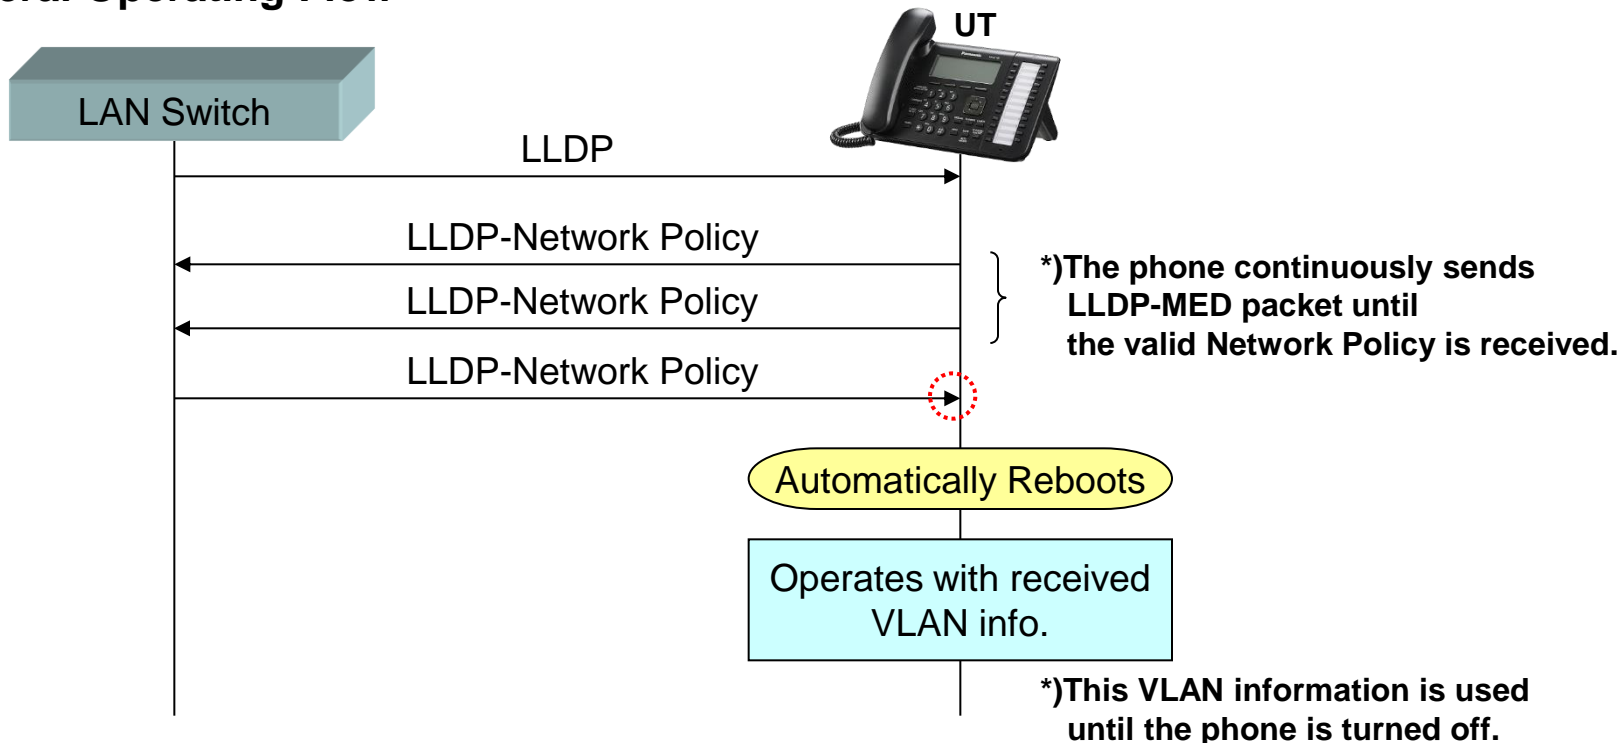 Operating Flow
UT
LAN Switch
LLDP
LLDP-Network Policy
LLDP-Network Policy
*)The phone continuously sends
LLDP-MED packet until
the valid Network Policy is received.
LLDP-Network Policy
Automatically Reboots
Operates with received
VLAN info.
*)This VLAN information is used
until the phone is turned off.